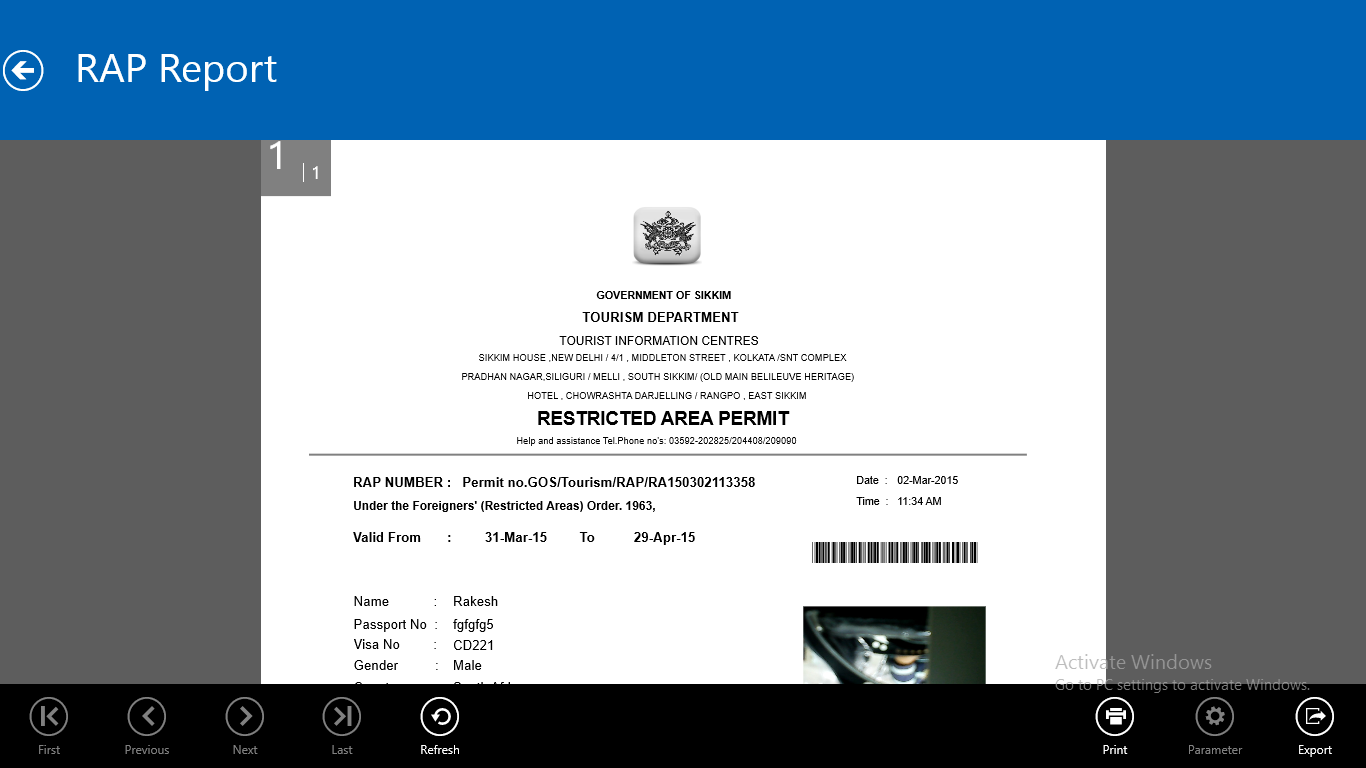 RAP Report
1 | 1
GOVERNMENT OF SIKKIM
TOURISM DEPARTMENT
TOURIST INFORMATION CENTRES
SIKKIM HOUSE ,NEW DELHI / 4/1 , MIDDLETON STREET , KOLKATA /SNT COMPLEX
PRADHAN NAGAR,SILIGURI / MELLI , SOUTH SIKKIM/ (OLD MAIN BELILEUVE HERITAGE)
HOTEL , CHOWRASHTA DARJELLING / RANGPO , EAST SIKKIM
RESTRICTED AREA PERMIT
Help and assistance Tel.Phone no's: 03592-202825/204408/209090
RAP NUMBER : Permit no.GOS/Tourism/RAP/RA150302113358
Date : 02-Mar-2015
Under the Foreigners' (Restricted Areas) Order. 1963,
Time : 11:34 AM
Valid From : 31-Mar-15 To 29-Apr-15
Name : Rakesh
Passport No : fgfgfg5
Visa No : CD221
Gender : Male
Activate Windows
Go to PC settings to activate Windows.
First Previous Next Last Refresh Print Parameter Export